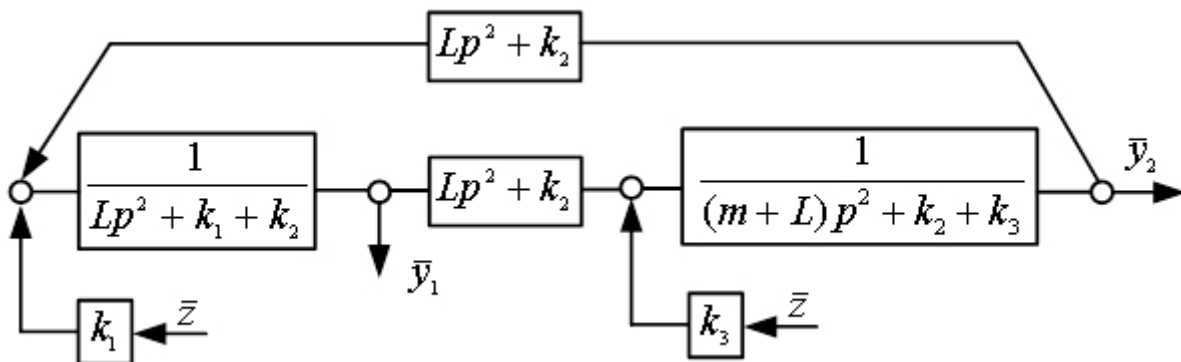 Lp² + k₂
1
Lp² + k₁ + k₂
Lp² + k₂
1
(m + L) p² + k₂ + k₃
ȳ₂
ȳ₁
k₁
z̄
k₃
z̄